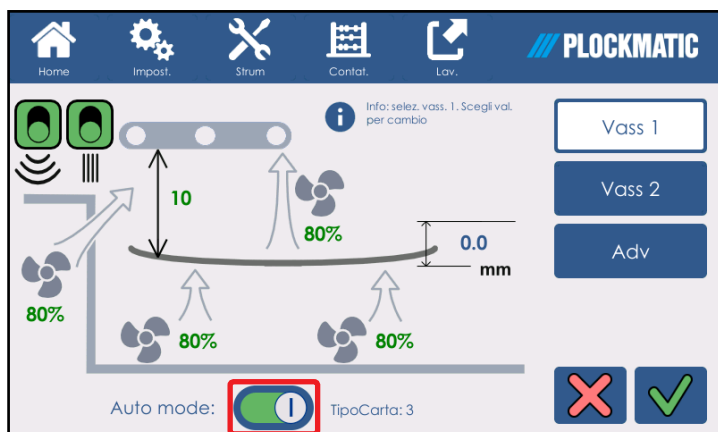 Home
Impost.
Strum
Contat.
Lav.
PLOCKMATIC
Info: selez. vass. 1. Scegli val.
per cambio
Vass 1
Vass 2
Adv
10
80%
0.0
mm
80%
80%
80%
Auto mode:
TipoCarta: 3